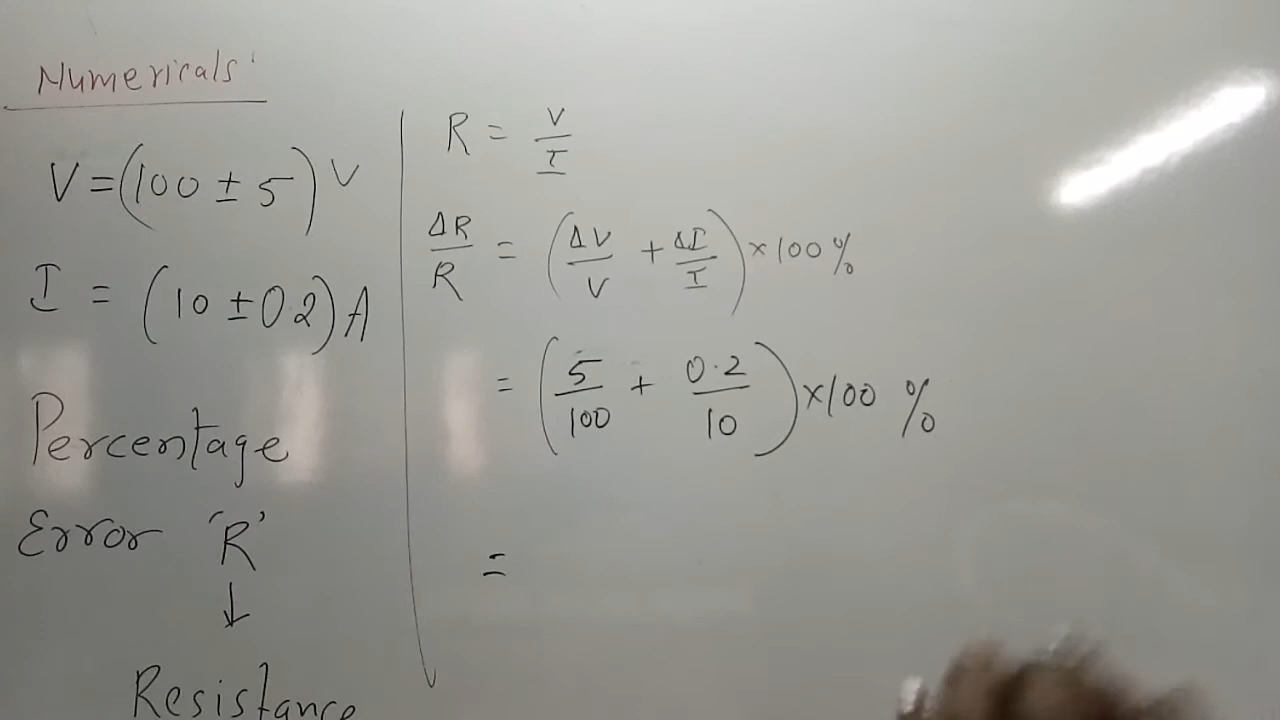 Numericals
V = (100 ± 5) V
I = (10 ± 0.2) A
Percentage
Error 'R'
↓
Resistance
R = V/I
ΔR/R = (ΔV/V + ΔI/I) × 100 %
= (5/100 + 0.2/10) × 100 %
=